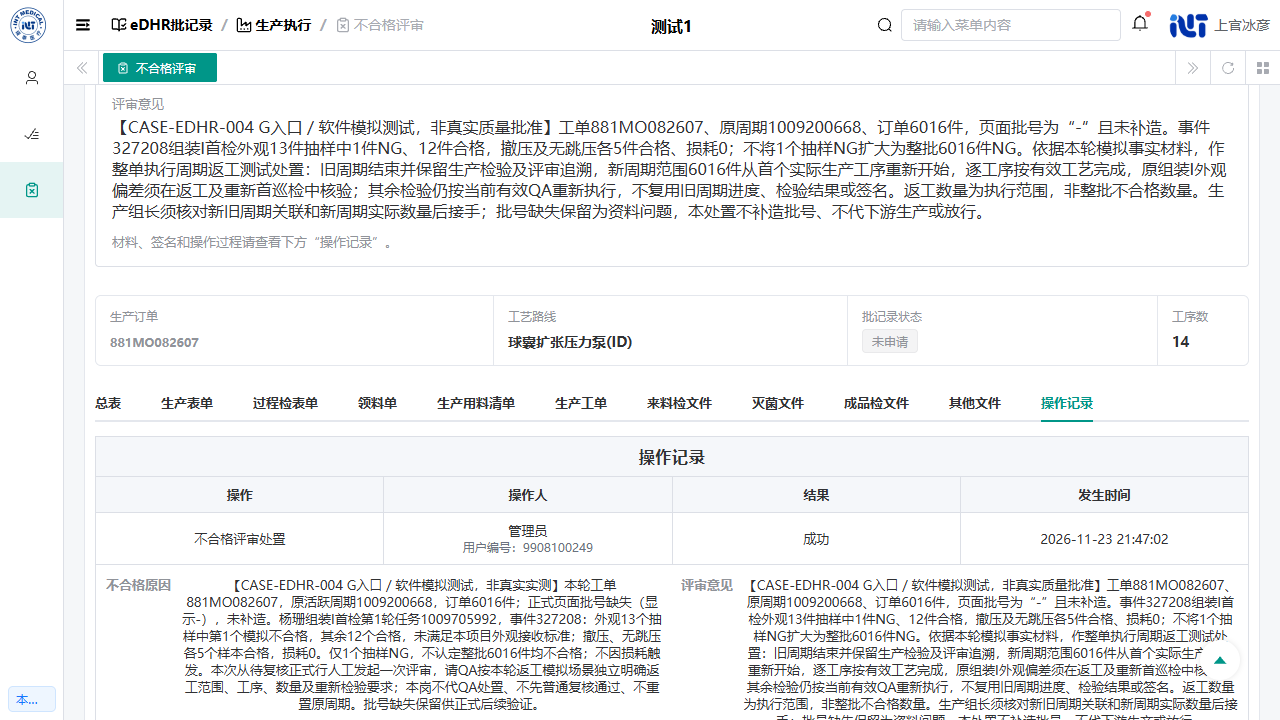 eDHR批记录 / 生产执行 / 不合格评审
测试1
请输入菜单内容
上官冰彦
不合格评审
评审意见
【CASE-EDHR-004 G入口 / 软件模拟测试，非真实质量批准】工单881MO082607、原周期1009200668、订单6016件，页面批号为“-”且未补造。事件
327208组装I首检外观13件抽样中1件NG、12件合格，撤压及无跳压各5件合格、损耗0；不将1个抽样NG扩大为整批6016件NG。依据本轮模拟事实材料，作
整单执行周期返工测试处置：旧周期结束并保留生产检验及评审追溯，新周期范围6016件从首个实际生产工序重新开始，逐工序按有效工艺完成，原组装I外观
偏差须在返工及重新首巡检中核验；其余检验仍按当前有效QA重新执行，不复用旧周期进度、检验结果或签名。返工数量为执行范围，非整批不合格数量。生
产组长须核对新旧周期关联和新周期实际数量后接手；批号缺失保留为资料问题，本处置不补造批号、不代下游生产或放行。
材料、签名和操作过程请查看下方“操作记录”。
生产订单
881MO082607
工艺路线
球囊扩张压力泵(ID)
批记录状态
未申请
工序数
14
总表 生产表单 过程检表单 领料单 生产用料清单 生产工单 来料检文件 灭菌文件 成品检文件 其他文件 操作记录
操作记录
操作 操作人 结果 发生时间
不合格评审处置
管理员
用户编号：9908100249
成功
2026-11-23 21:47:02
不合格原因
【CASE-EDHR-004 G入口 / 软件模拟测试，非真实实测】本轮工单
881MO082607，原活跃周期1009200668，订单6016件；正式页面批号缺失（显
示-），未补造。杨珊组装I首检第1轮任务1009705992，事件327208：外观13个抽
样中第1个模拟不合格，其余12个合格，未满足本项目外观接收标准；撤压、无跳压
各5个样本合格，损耗0。仅1个抽样NG，不认定整批6016件均不合格；不因损耗触
发。本次从待复核正式行人工发起一次评审，请QA按本轮返工模拟场景独立明确返
工范围、工序、数量及重新检验要求；本岗不代QA处置、不先普通复核通过、不重
置原周期。批号缺失保留供正式后续验证。
评审意见
【CASE-EDHR-004 G入口 / 软件模拟测试，非真实质量批准】工单881MO082607、
原周期1009200668、订单6016件，页面批号为“-”且未补造。事件327208组装I首
检外观13件抽样中1件NG、12件合格，撤压及无跳压各5件合格、损耗0；不将1个抽
样NG扩大为整批6016件NG。依据本轮模拟事实材料，作整单执行周期返工测试处
置：旧周期结束并保留生产检验及评审追溯，新周期范围6016件从首个实际生产
重新开始，逐工序按有效工艺完成，原组装I外观偏差须在返工及重新首巡检中核
其余检验仍按当前有效QA重新执行，不复用旧周期进度、检验结果或签名。返工数量
为执行范围，非整批不合格数量。生产组长须核对新旧周期关联和新周期实际数量后接
手；批号缺失保留为资料问题，本处置不补造批号、不代下游生产或放行。
本...